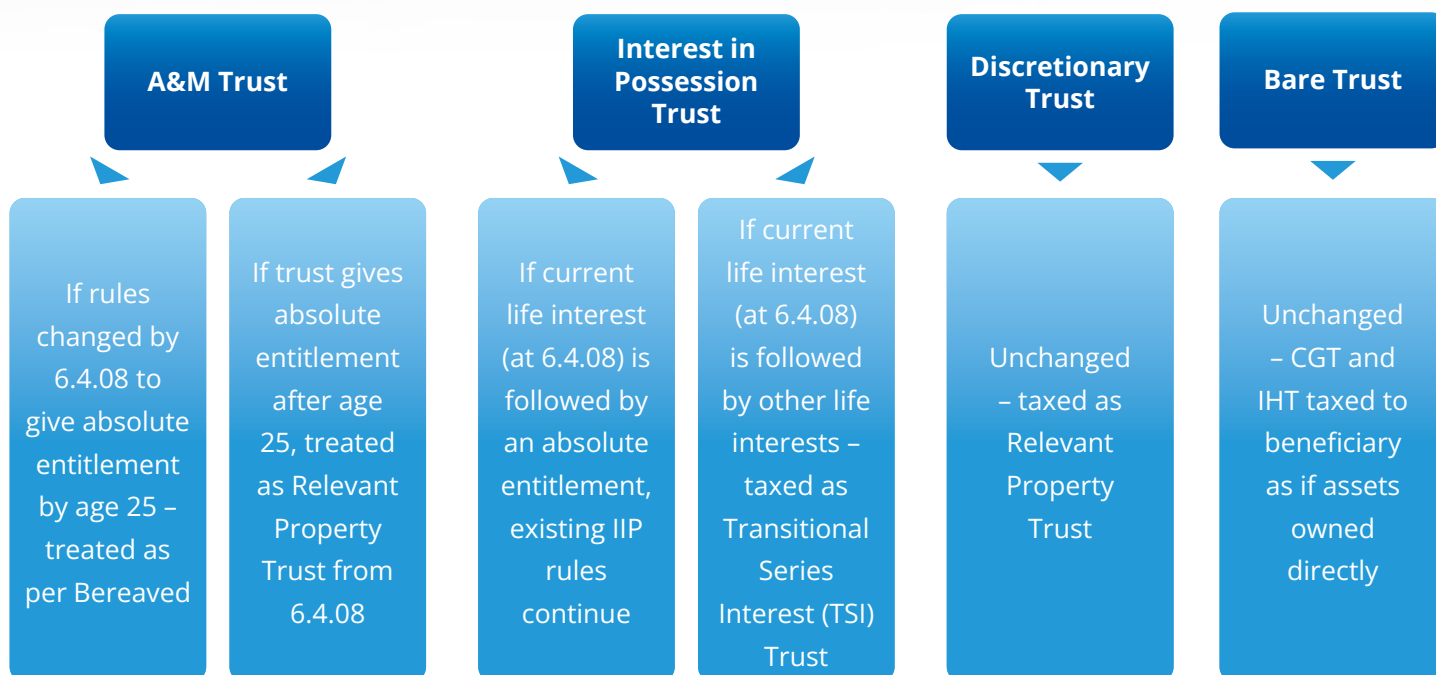 A&M Trust
Interest in
Possession
Trust
Discretionary
Trust
Bare Trust
If rules
changed by
6.4.08 to
give absolute
entitlement
by age 25 –
treated as
per Bereaved
If trust gives
absolute
entitlement
after age
25, treated
as Relevant
Property
Trust from
6.4.08
If current
life interest
(at 6.4.08) is
followed by
an absolute
entitlement,
existing IIP
rules
continue
If current
life interest
(at 6.4.08)
is followed
by other life
interests –
taxed as
Transitional
Series
Interest (TSI)
Trust
Unchanged
– taxed as
Relevant
Property
Trust
Unchanged
– CGT and
IHT taxed to
beneficiary
as if assets
owned
directly